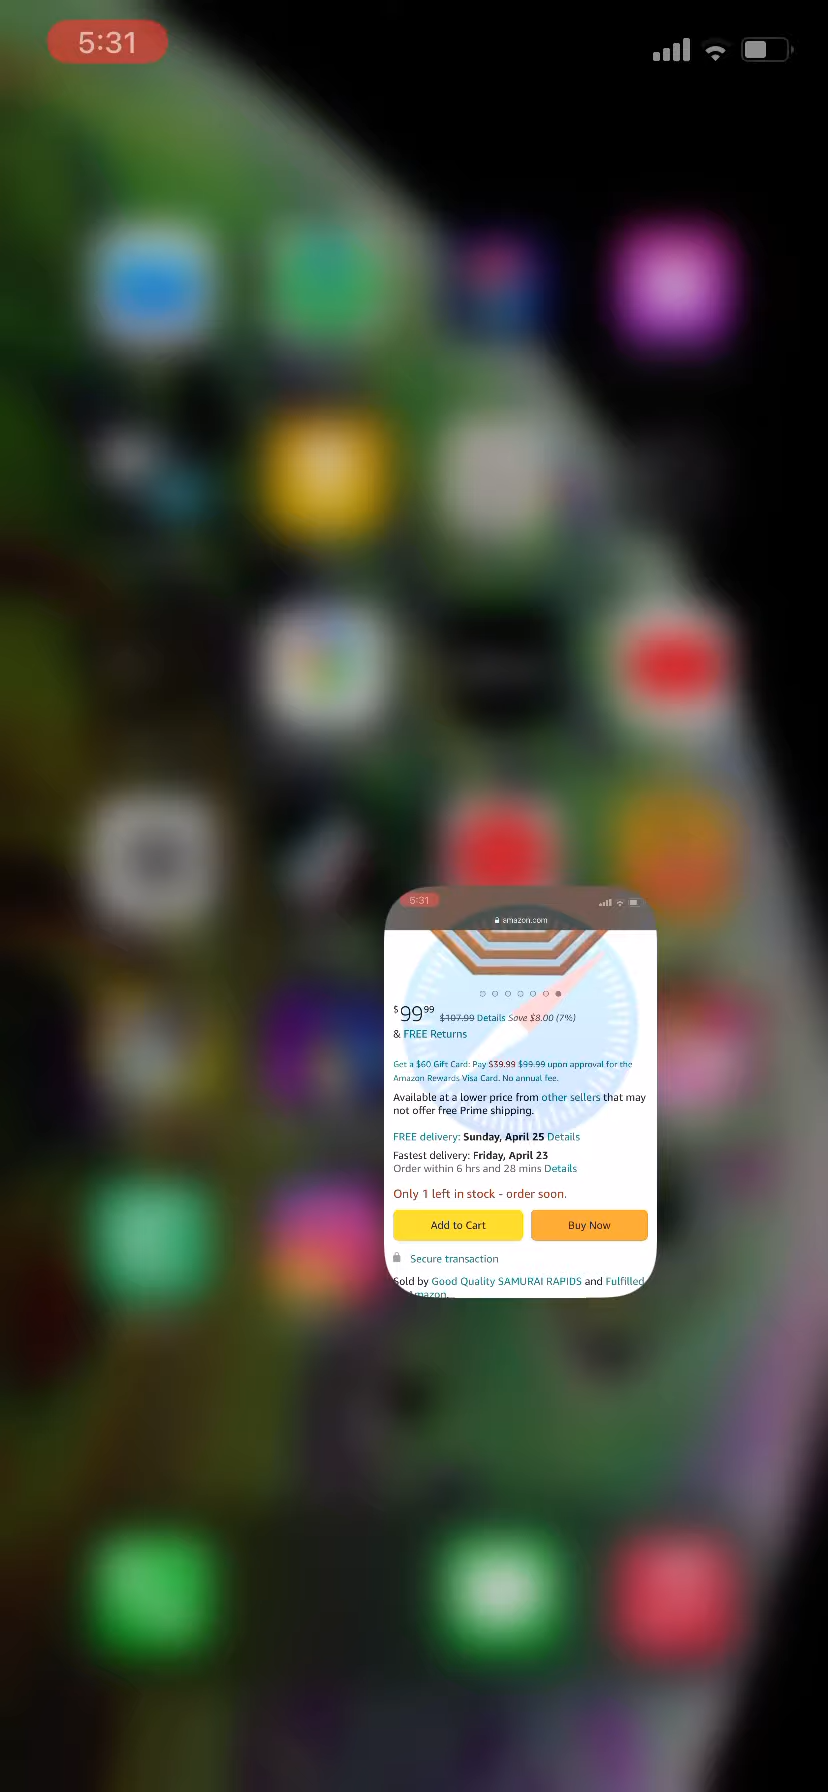 5:31
5:31
amazon.com
$99⁹⁹ $107.99 Details Save $8.00 (7%)
& FREE Returns
Get a $60 Gift Card: Pay $39.99 $99.99 upon approval for the
Amazon Rewards Visa Card. No annual fee.
Available at a lower price from other sellers that may
not offer free Prime shipping.
FREE delivery: Sunday, April 25 Details
Fastest delivery: Friday, April 23
Order within 6 hrs and 28 mins Details
Only 1 left in stock - order soon.
Add to Cart
Buy Now
Secure transaction
Sold by Good Quality SAMURAI RAPIDS and Fulfilled
Amazon.